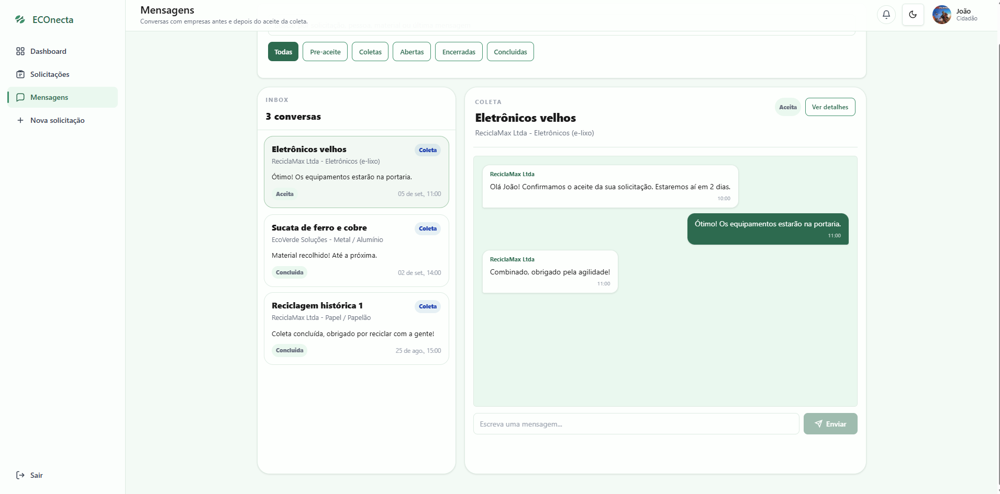 ECOnecta
Dashboard
Solicitações
Mensagens
Nova solicitação
Sair
Mensagens
Conversas com empresas antes e depois do aceite da coleta.
João
Cidadão
Todas
Pre-aceite
Coletas
Abertas
Encerradas
Concluidas
INBOX
3 conversas
Eletrônicos velhos
Coleta
ReciclaMax Ltda - Eletrônicos (e-lixo)
Ótimo! Os equipamentos estarão na portaria.
Aceita
05 de set., 11:00
Sucata de ferro e cobre
Coleta
EcoVerde Soluções - Metal / Alumínio
Material recolhido! Até a próxima.
Concluida
02 de set., 14:00
Reciclagem histórica 1
Coleta
ReciclaMax Ltda - Papel / Papelão
Coleta concluída, obrigado por reciclar com a gente!
Concluida
25 de ago., 15:00
COLETA
Eletrônicos velhos
ReciclaMax Ltda - Eletrônicos (e-lixo)
Aceita
Ver detalhes
ReciclaMax Ltda
Olá João! Confirmamos o aceite da sua solicitação. Estaremos aí em 2 dias.
10:00
Ótimo! Os equipamentos estarão na portaria.
11:00
ReciclaMax Ltda
Combinado, obrigado pela agilidade!
11:00
Escreva uma mensagem...
Enviar